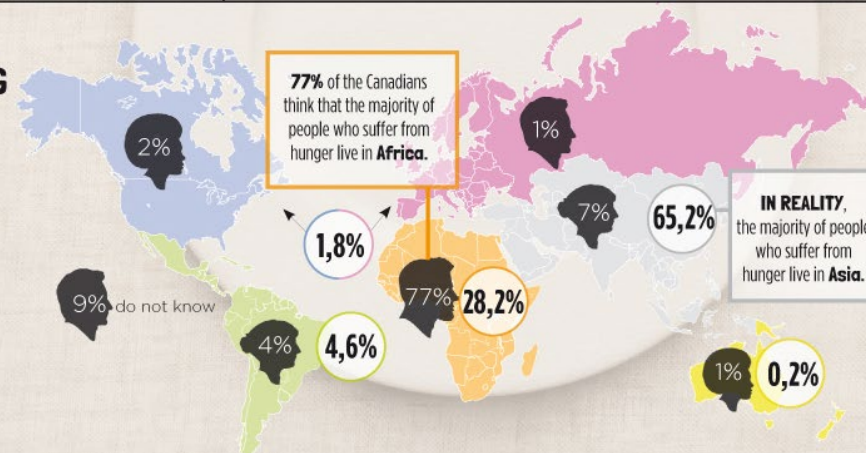 G
77% of the Canadians
think that the majority of
people who suffer from
hunger live in Africa.
2%
1%
7%
65,2%
IN REALITY,
the majority of people
who suffer from
hunger live in Asia.
1,8%
77%
28,2%
9% do not know
4%
4,6%
1%
0,2%